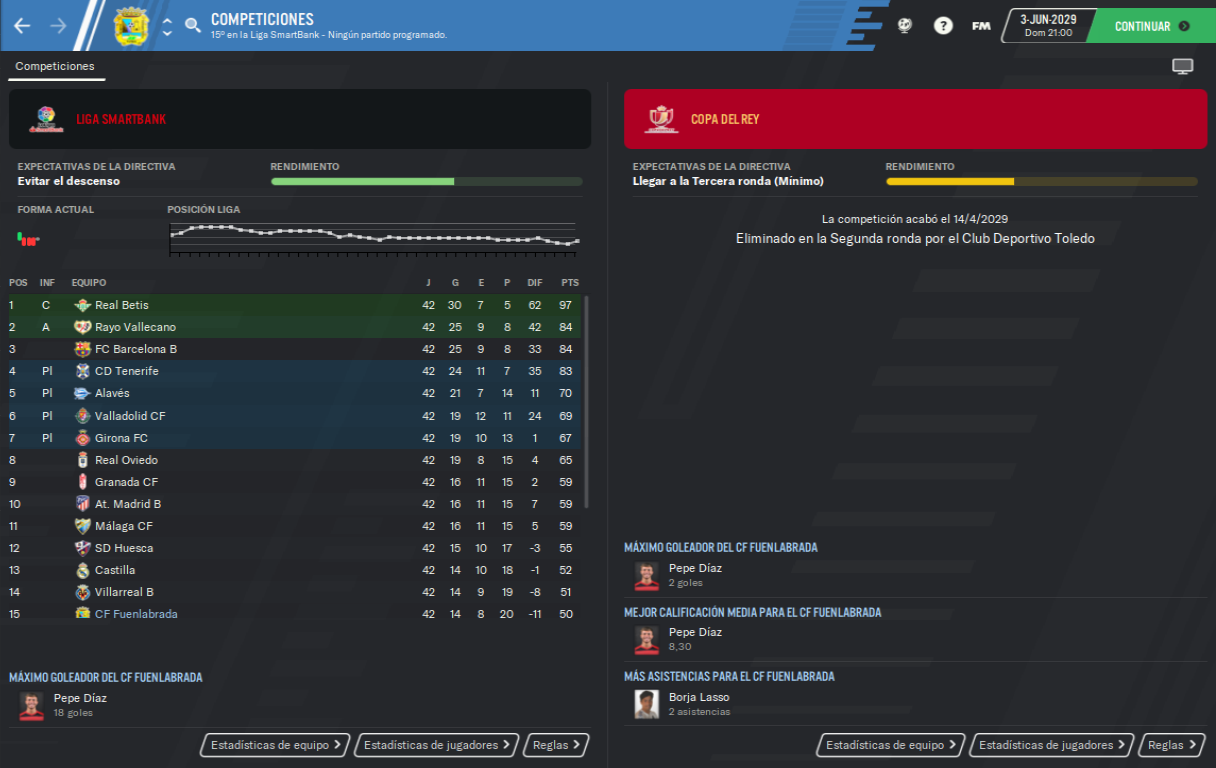 COMPETICIONES
15º en la Liga SmartBank - Ningún partido programado.
?
FM
3-JUN-2029
Dom 21:00
CONTINUAR
Competiciones
LIGA SMARTBANK
EXPECTATIVAS DE LA DIRECTIVA RENDIMIENTO
Evitar el descenso
FORMA ACTUAL POSICIÓN LIGA
POS INF EQUIPO J G E P DIF PTS
1 C Real Betis 42 30 7 5 62 97
2 A Rayo Vallecano 42 25 9 8 42 84
3 FC Barcelona B 42 25 9 8 33 84
4 Pl CD Tenerife 42 24 11 7 35 83
5 Pl Alavés 42 21 7 14 11 70
6 Pl Valladolid CF 42 19 12 11 24 69
7 Pl Girona FC 42 19 10 13 1 67
8 Real Oviedo 42 19 8 15 4 65
9 Granada CF 42 16 11 15 2 59
10 At. Madrid B 42 16 11 15 7 59
11 Málaga CF 42 16 11 15 5 59
12 SD Huesca 42 15 10 17 -3 55
13 Castilla 42 14 10 18 -1 52
14 Villarreal B 42 14 9 19 -8 51
15 CF Fuenlabrada 42 14 8 20 -11 50
MÁXIMO GOLEADOR DEL CF FUENLABRADA
Pepe Díaz
18 goles
Estadísticas de equipo Estadísticas de jugadores Reglas
COPA DEL REY
EXPECTATIVAS DE LA DIRECTIVA RENDIMIENTO
Llegar a la Tercera ronda (Mínimo)
La competición acabó el 14/4/2029
Eliminado en la Segunda ronda por el Club Deportivo Toledo
MÁXIMO GOLEADOR DEL CF FUENLABRADA
Pepe Díaz
2 goles
MEJOR CALIFICACIÓN MEDIA PARA EL CF FUENLABRADA
Pepe Díaz
8,30
MÁS ASISTENCIAS PARA EL CF FUENLABRADA
Borja Lasso
2 asistencias
Estadísticas de equipo Estadísticas de jugadores Reglas